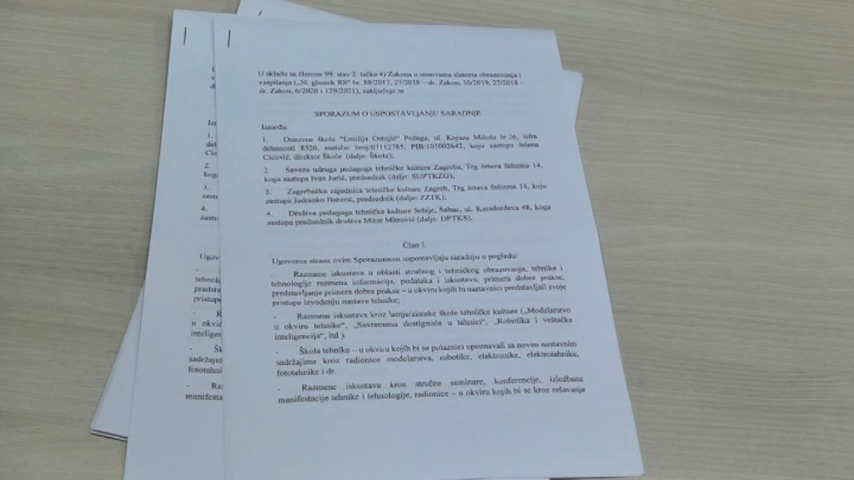 U skladu sa članom 94. stav 2. tačka 4) Zakona o osnovama sistema obrazovanja i
vaspitanja („Sl. glasnik RS" br. 88/2017, 27/2018 –
dr. Zakon, 10/2019, 27/2018 –
dr. Zakon, 6/2020 i 129/2021), zaključuje se
SPORAZUM O USPOSTAVLJANJU SARADNJE
Između:
1. Osnovne škole "Emilija Ostojić" Požega, ul. Knjaza Miloša br.26, šifra
delatnosti 8520, matični broj:07112785, PIB:101002642, koju zastupa Jelena
Cicović, direktor Škole (dalje: Škola);
2. Saveza udruga pedagoga tehničke kulture Zagreba, Trg žrtava fašizma 14,
koga zastupa Ivan Jurić, predsednik (dalje: SUPTKZG);
3. Zagrebačka zajednica tehničke kulture Zagreb, Trg žrtava fašizma 14, koju
zastupa Jadranko Baturić, predsednik (dalje: ZZTK);
4. Društva pedagoga tehničke kulture Srbije, Šabac, ul. Karađorđeva 48, koga
zastupa predsednik društva Mitar Mitrović (dalje: DPTKS).
Član 1.
Ugovorne strane ovim Sporazumom uspostavljaju saradnju u pogledu:
- Razmene iskustava u oblasti stručnog i tehničkog obrazovanja, tehnike i
tehnologije razmena informacija, podataka i iskustava, primera dobre prakse,
predstavljanje primera dobre prakse – u okviru kojih bi nastavnici predstavljali svoje
pristupe izvođenju nastave tehnike;
- Razmene iskustava kroz letnje/zimske škole tehničke kulture („Modelarstvo
u okviru tehnike", „Savremena dostignuća u tehnici", „Robotika i veštačka
inteligencija", itd ).
- Škola tehnike – u okviru kojih bi se polaznici upoznavali sa novim nastavnim
sadržajima kroz radionice modelarstva, robotike, elektronike, elektrotehnike,
fototehnike i dr.
- Razmene iskustava kroz stručne seminare, konferencije, izložbene
manifestacije tehnike i tehnologije, radionice – u okviru kojih bi se kroz rešavanja